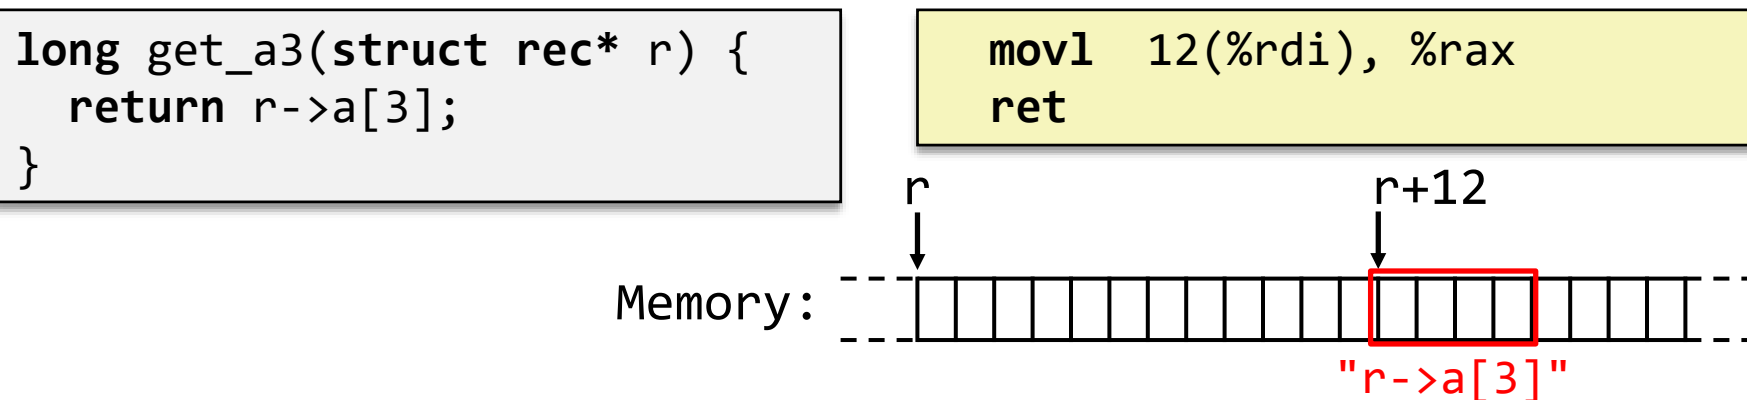 long get_a3(struct rec* r) {
  return r->a[3];
}
movl  12(%rdi), %rax
ret
r
r+12
Memory:
"r->a[3]"